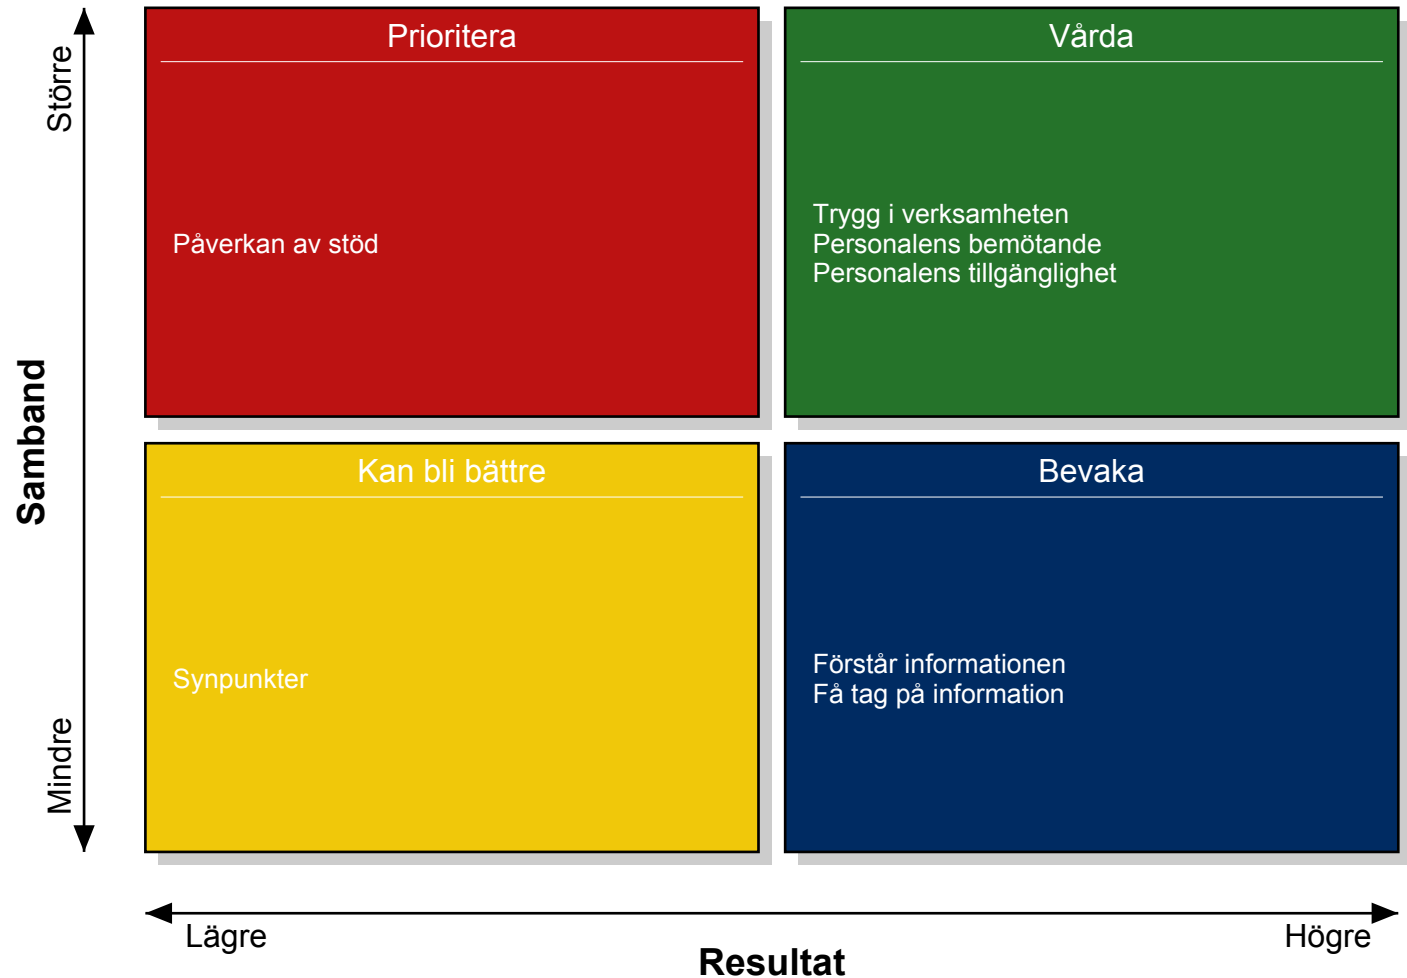 Prioritera
Vårda
Större
Påverkan av stöd
Trygg i verksamheten
Personalens bemötande
Personalens tillgänglighet
Samband
Kan bli bättre
Bevaka
Synpunkter
Förstår informationen
Få tag på information
Mindre
Lägre
Högre
Resultat